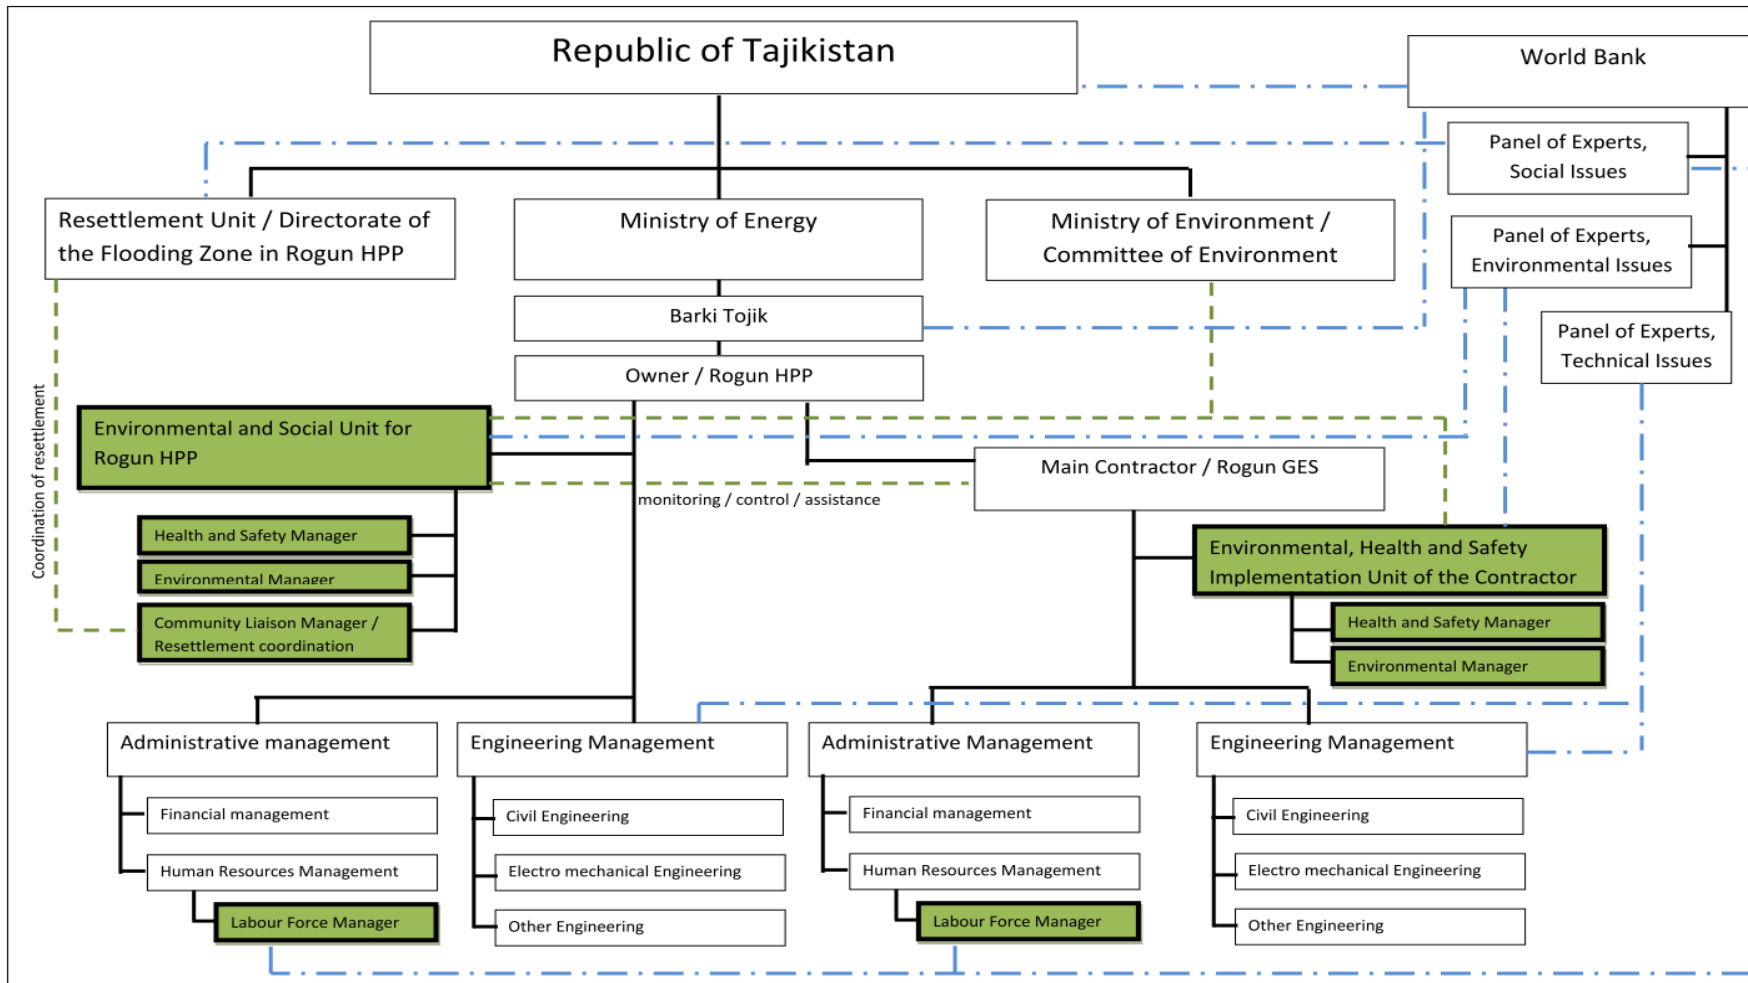 Republic of Tajikistan
World Bank
Panel of Experts,
Social Issues
Resettlement Unit / Directorate of
the Flooding Zone in Rogun HPP
Ministry of Energy
Ministry of Environment /
Committee of Environment
Panel of Experts,
Environmental Issues
Barki Tojik
Panel of Experts,
Technical Issues
Owner / Rogun HPP
Coordination of resettlement
Environmental and Social Unit for
Rogun HPP
Main Contractor / Rogun GES
monitoring / control / assistance
Health and Safety Manager
Environmental Manager
Community Liaison Manager /
Resettlement coordination
Environmental, Health and Safety
Implementation Unit of the Contractor
Health and Safety Manager
Environmental Manager
Administrative management
Financial management
Human Resources Management
Labour Force Manager
Engineering Management
Civil Engineering
Electro mechanical Engineering
Other Engineering
Administrative Management
Financial management
Human Resources Management
Labour Force Manager
Engineering Management
Civil Engineering
Electro mechanical Engineering
Other Engineering